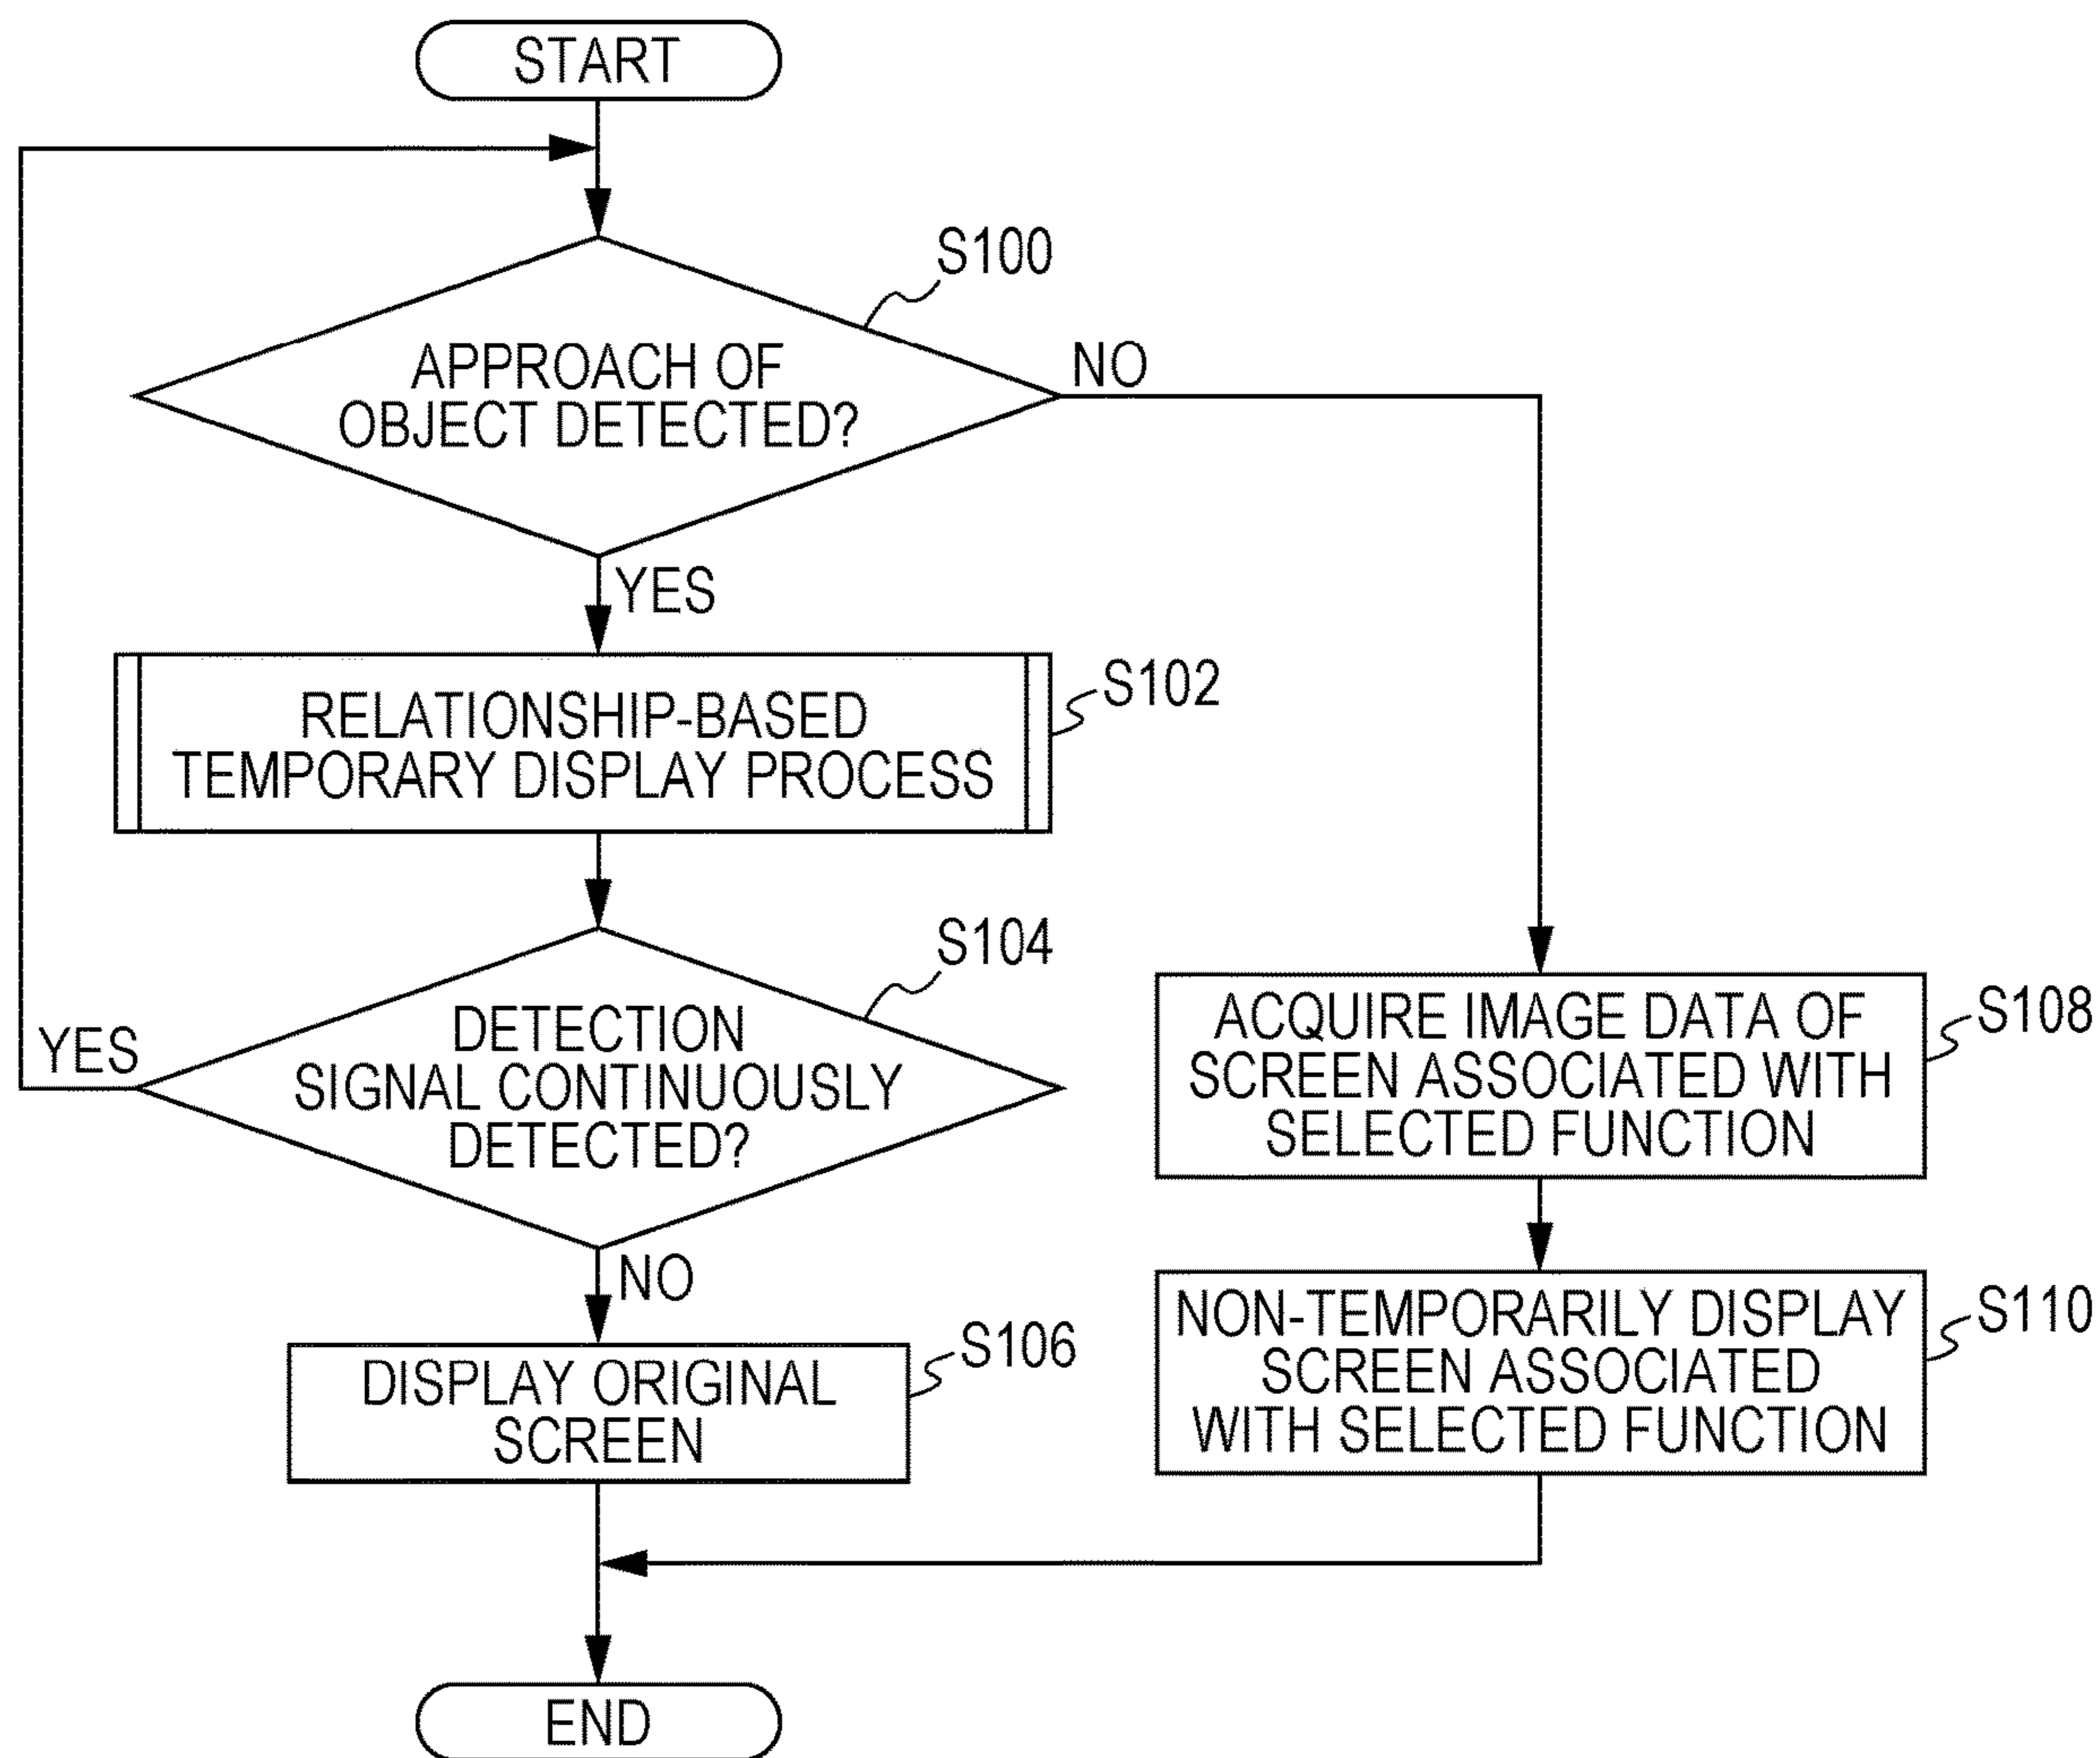 START
S100
APPROACH OF
OBJECT DETECTED?
NO
YES
RELATIONSHIP-BASED
TEMPORARY DISPLAY PROCESS
S102
S104
DETECTION
SIGNAL CONTINUOUSLY
DETECTED?
YES
NO
DISPLAY ORIGINAL
SCREEN
S106
ACQUIRE IMAGE DATA OF
SCREEN ASSOCIATED WITH
SELECTED FUNCTION
S108
NON-TEMPORARILY DISPLAY
SCREEN ASSOCIATED
WITH SELECTED FUNCTION
S110
END